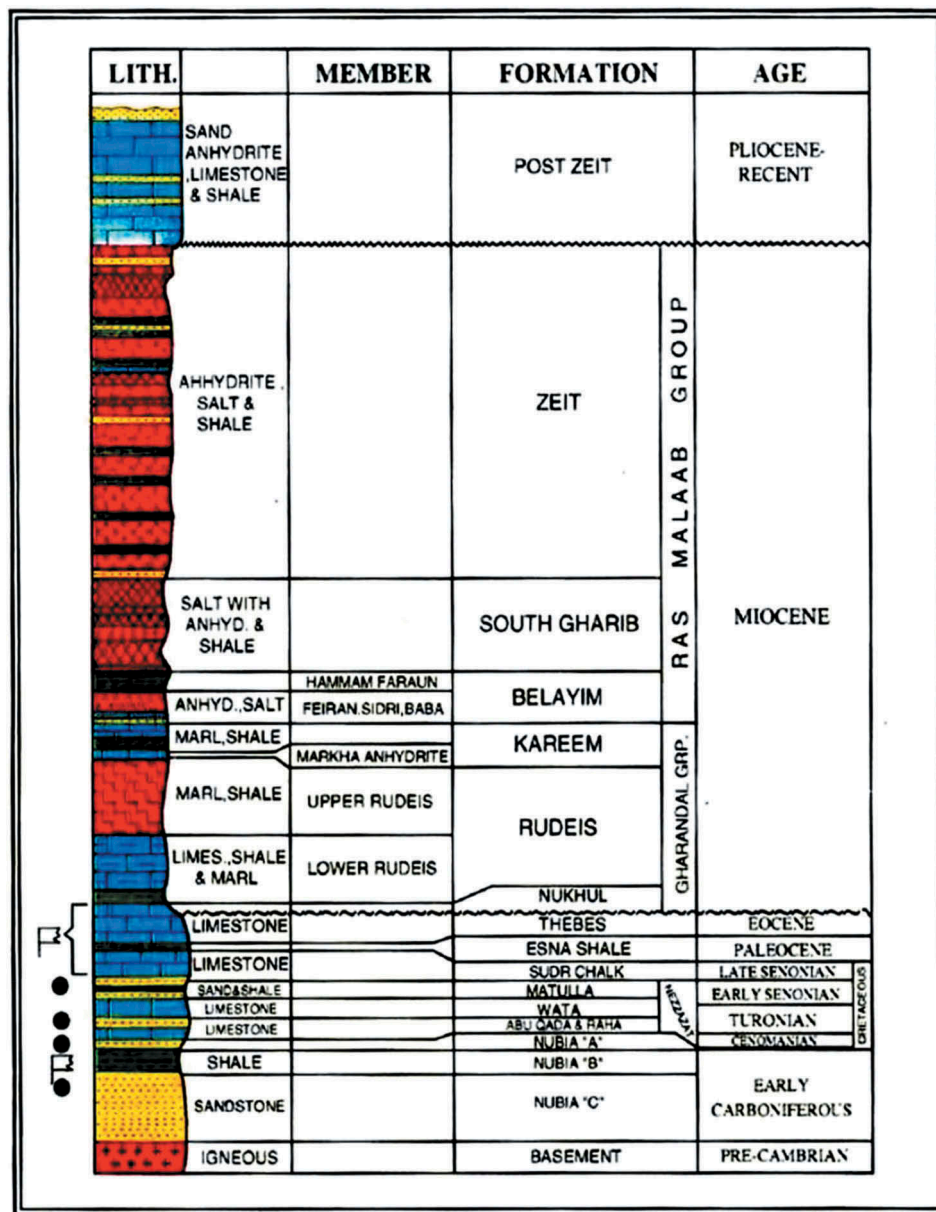 LITH.
MEMBER
FORMATION
AGE
SAND
ANHYDRITE
,LIMESTONE
& SHALE
POST ZEIT
PLIOCENE-
RECENT
AHHYDRITE
SALT &
SHALE
ZEIT
RAS MALAAB GROUP
MIOCENE
SALT WITH
ANHYD. &
SHALE
SOUTH GHARIB
HAMMAM FARAUN
BELAYIM
ANHYD.,SALT
FEIRAN.SIDRI,BABA
MARL,SHALE
KAREEM
GHARANDAL GRP.
MARKHA ANHYDRITE
MARL,SHALE
UPPER RUDEIS
RUDEIS
LIMES.,SHALE
& MARL
LOWER RUDEIS
NUKHUL
LIMESTONE
THEBES
EOCENE
ESNA SHALE
PALEOCENE
LIMESTONE
SUDR CHALK
LATE SENONIAN
CRETACEOUS
SAND&SHALE
MATULLA
NEZZAZAT
EARLY SENONIAN
LIMESTONE
WATA
TURONIAN
LIMESTONE
ABU QADA & RAHA
NUBIA "A"
CENOMANIAN
SHALE
NUBIA "B"
EARLY
CARBONIFEROUS
SANDSTONE
NUBIA "C"
IGNEOUS
BASEMENT
PRE-CAMBRIAN